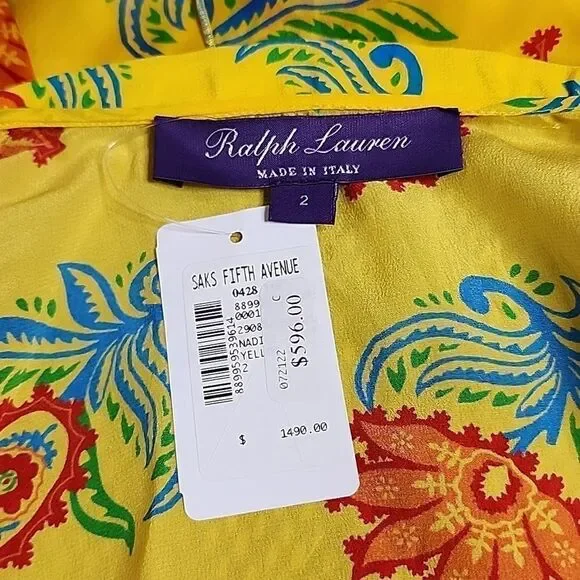 Ralph Lauren
MADE IN ITALY
2
SAKS FIFTH AVENUE
0428
8899
0001
2908
NADI
YELL
2
889959539614
C
$596.00
072122
$ 1490.00